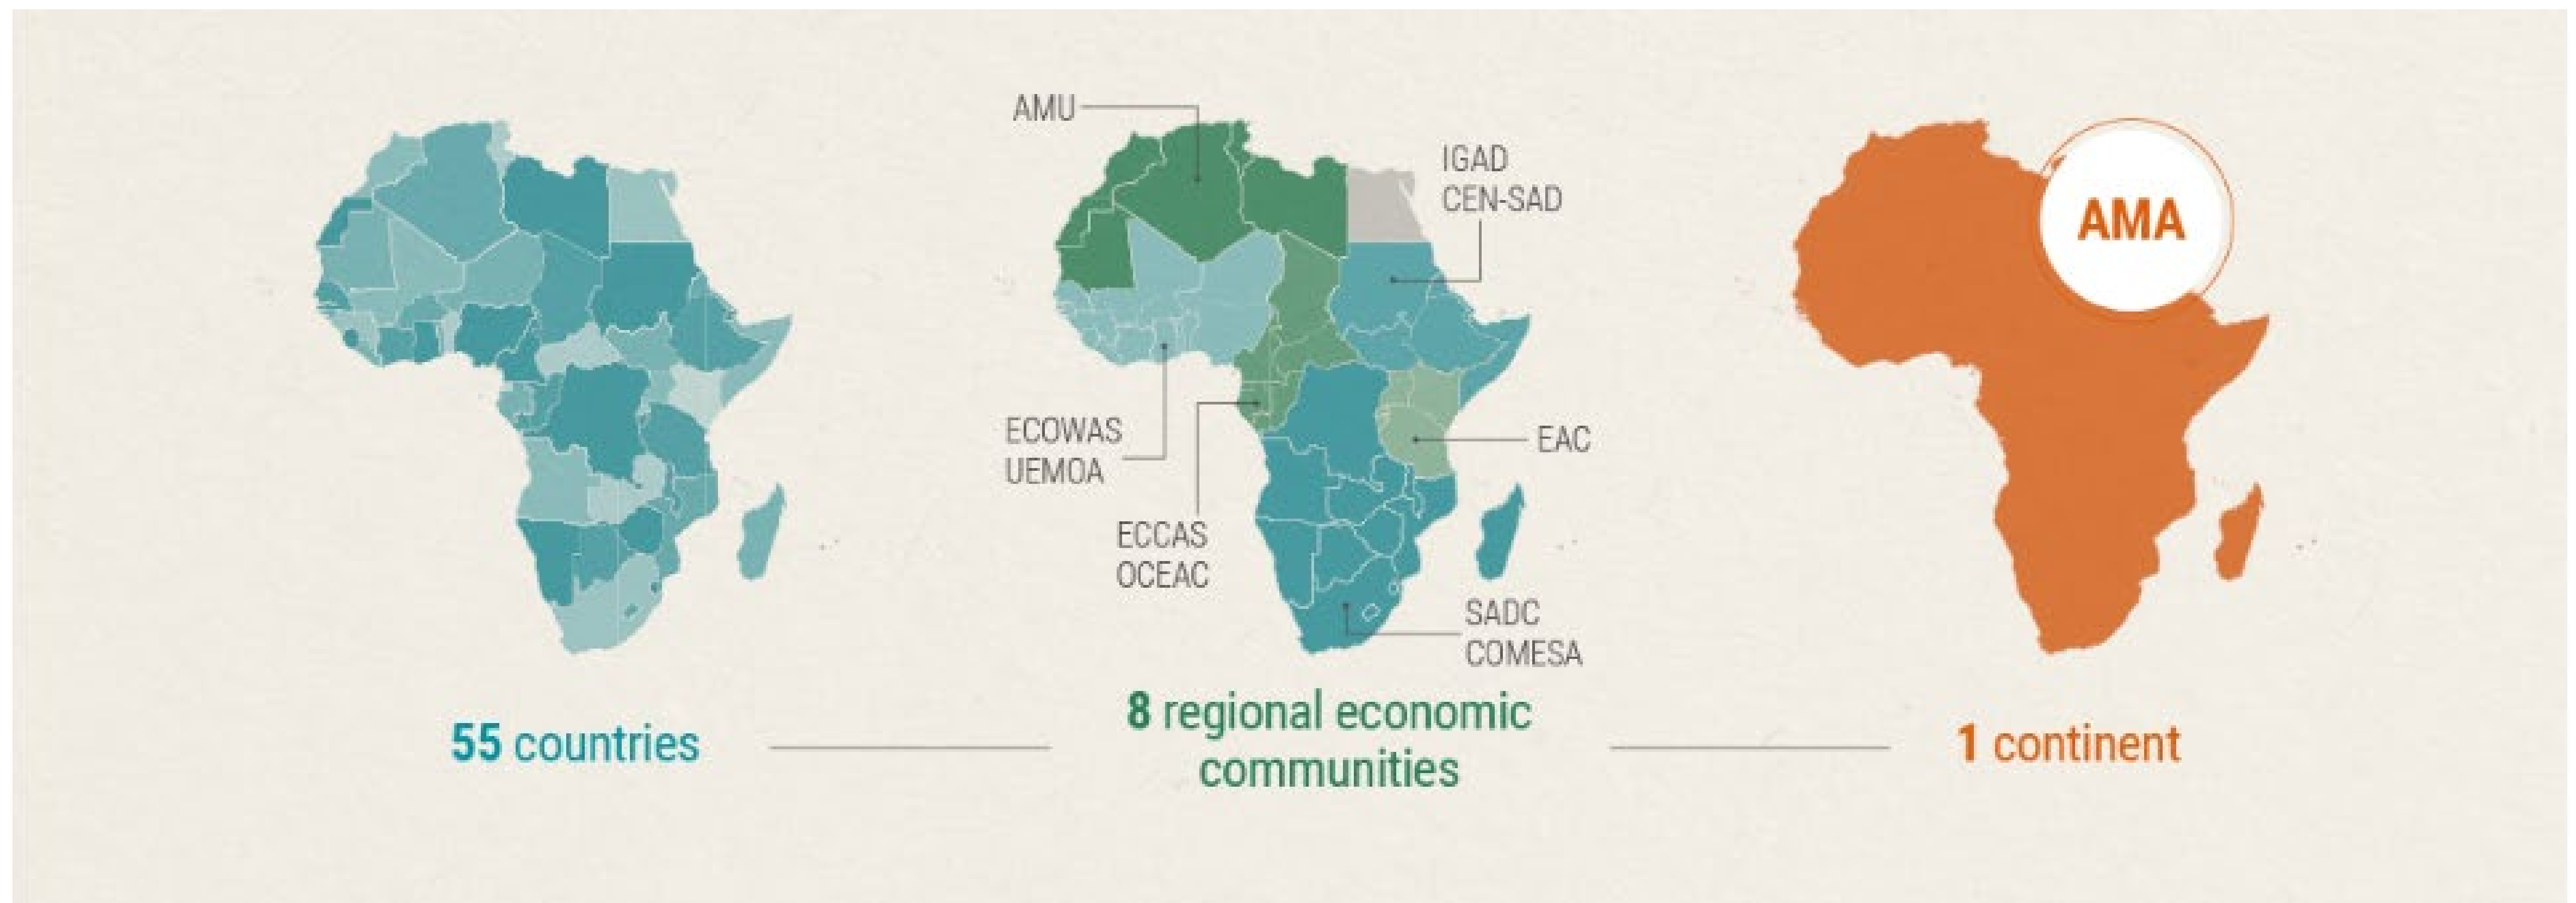 AMU
IGAD
CEN-SAD
ECOWAS
UEMOA
EAC
ECCAS
OCEAC
SADC
COMESA
AMA
55 countries
8 regional economic
communities
1 continent